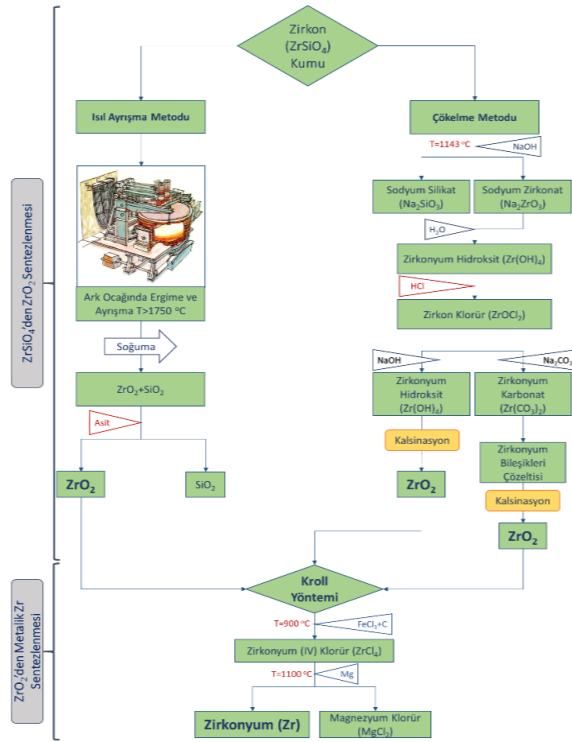 Zirkon
(ZrSiO₄)
Kumu
Isıl Ayrışma Metodu
Çökelme Metodu
T=1143 °C
NaOH
Sodyum Silikat
(Na₂SiO₃)
Sodyum Zirkonat
(Na₂ZrO₃)
H₂O
Zirkonyum Hidroksit (Zr(OH)₄)
HCl
Zirkon Klorür (ZrOCl₂)
Ark Ocağında Ergime ve
Ayrışma T>1750 °C
Soğuma
ZrO₂+SiO₂
Asit
ZrO₂
SiO₂
NaOH
Na₂CO₃
Zirkonyum
Hidroksit
(Zr(OH)₄)
Zirkonyum
Karbonat
(Zr(CO₃)₂)
Kalsinasyon
ZrO₂
Zirkonyum
Bileşikleri
Çözeltisi
Kalsinasyon
ZrO₂
ZrSiO₄'den ZrO₂ Sentezlenmesi
Kroll
Yöntemi
T=900 °C
FeCl₃+C
Zirkonyum (IV) Klorür (ZrCl₄)
T=1100 °C
Mg
Zirkonyum (Zr)
Magnezyum Klorür
(MgCl₂)
ZrO₂'den Metalik Zr
Sentezlenmesi